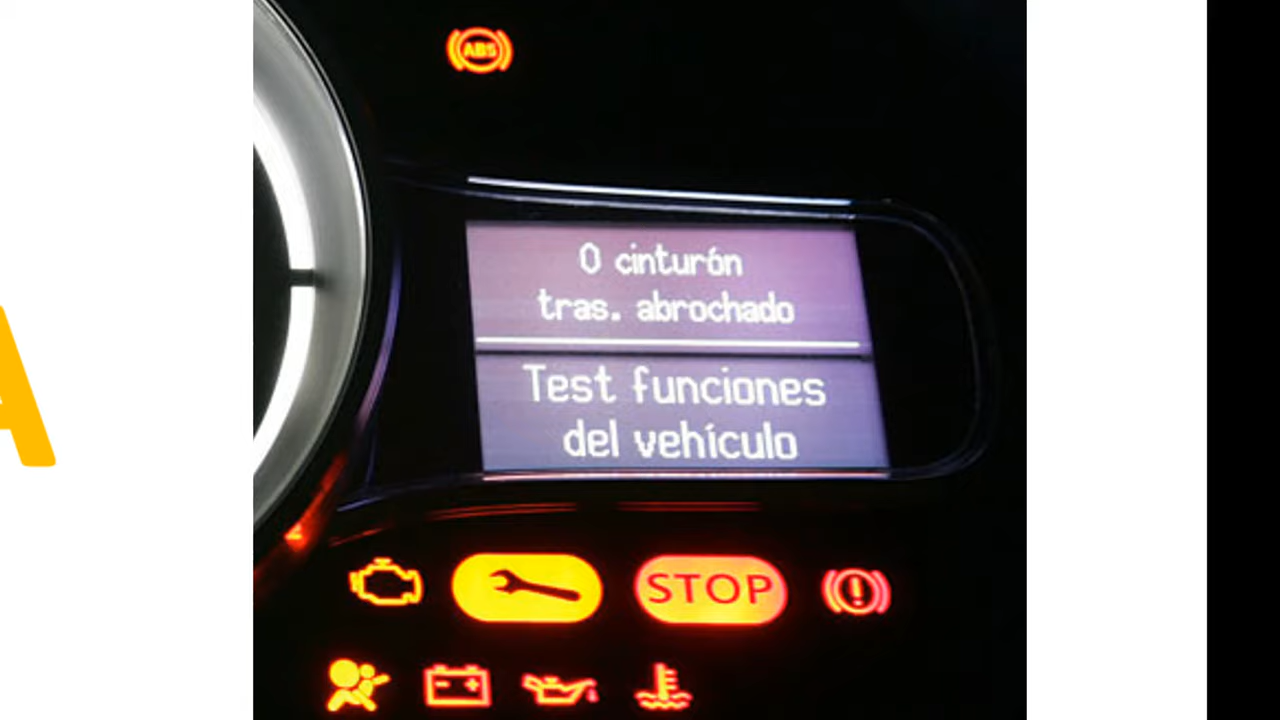 A
ABS
0 cinturón
tras. abrochado
Test funciones
del vehículo
STOP